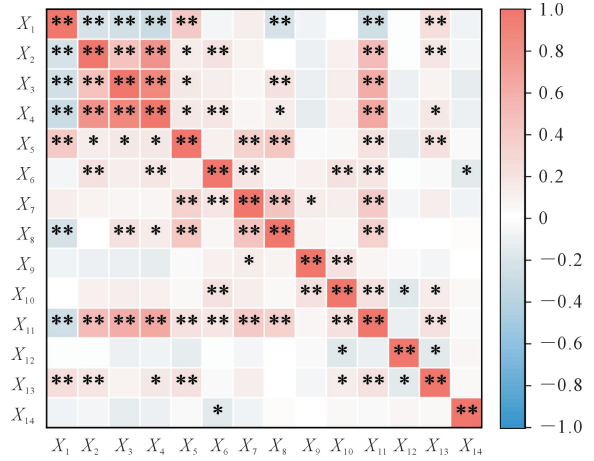 X₁ ** ** ** ** ** ** ** ** 1.0
X₂ ** ** ** ** * ** ** ** 0.8
X₃ ** ** ** ** * ** ** 0.6
X₄ ** ** ** ** * ** * ** * 0.4
X₅ ** * * * ** ** ** ** ** 0.2
X₆ ** ** ** ** ** ** * 0
X₇ ** ** ** ** * ** −0.2
X₈ ** ** * ** ** ** ** −0.4
X₉ * ** ** −0.6
X₁₀ ** ** ** ** * * −0.8
X₁₁ ** ** ** ** ** ** ** ** ** ** ** −1.0
X₁₂ * ** *
X₁₃ ** ** * ** * ** * **
X₁₄ * **
X₁ X₂ X₃ X₄ X₅ X₆ X₇ X₈ X₉ X₁₀ X₁₁ X₁₂ X₁₃ X₁₄